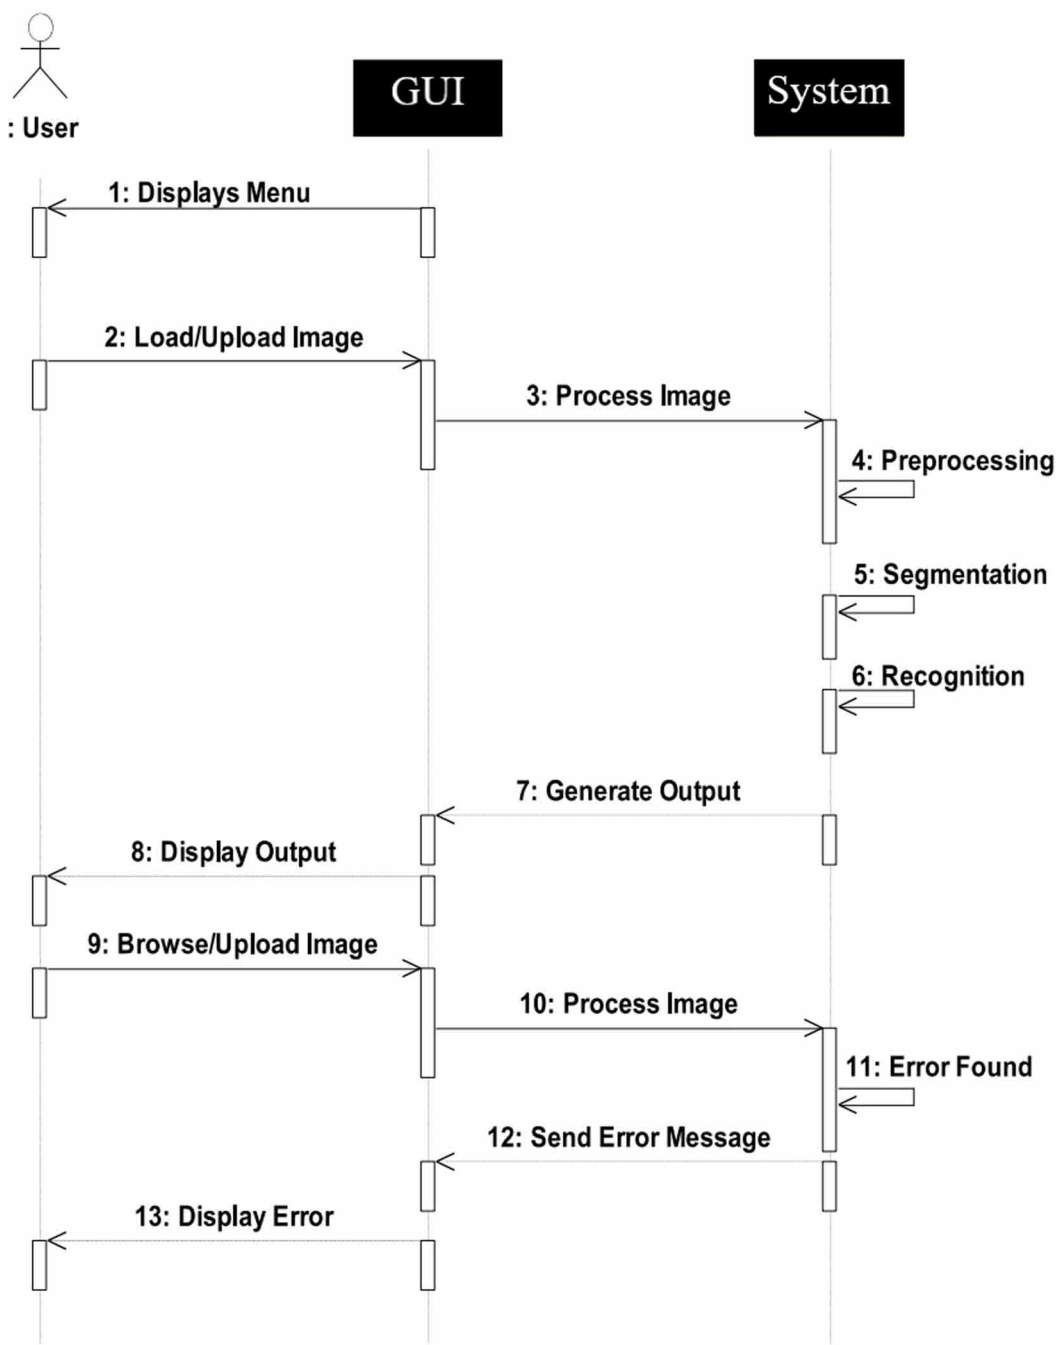 : User
GUI
System
1: Displays Menu
2: Load/Upload Image
3: Process Image
4: Preprocessing
5: Segmentation
6: Recognition
7: Generate Output
8: Display Output
9: Browse/Upload Image
10: Process Image
11: Error Found
12: Send Error Message
13: Display Error